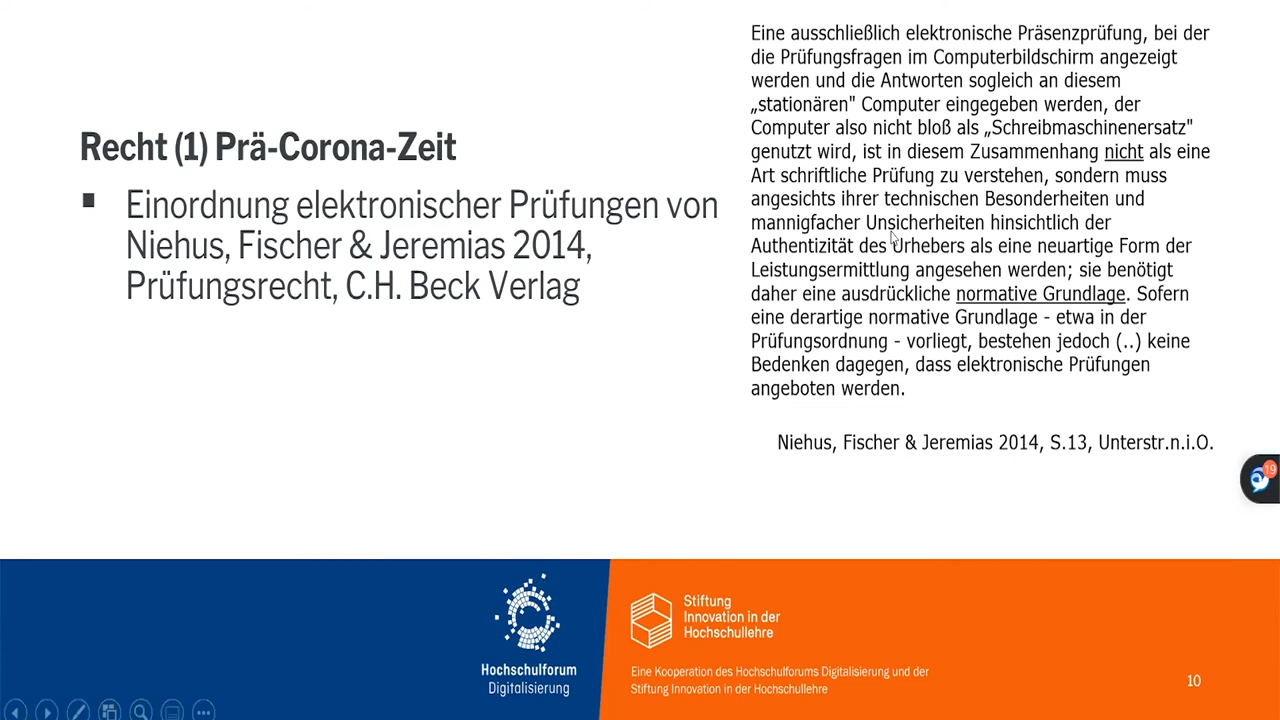 Recht (1) Prä-Corona-Zeit
Einordnung elektronischer Prüfungen von
Niehus, Fischer & Jeremias 2014,
Prüfungsrecht, C.H. Beck Verlag
Eine ausschließlich elektronische Präsenzprüfung, bei der
die Prüfungsfragen im Computerbildschirm angezeigt
werden und die Antworten sogleich an diesem
„stationären" Computer eingegeben werden, der
Computer also nicht bloß als „Schreibmaschinenersatz"
genutzt wird, ist in diesem Zusammenhang nicht als eine
Art schriftliche Prüfung zu verstehen, sondern muss
angesichts ihrer technischen Besonderheiten und
mannigfacher Unsicherheiten hinsichtlich der
Authentizität des Urhebers als eine neuartige Form der
Leistungsermittlung angesehen werden; sie benötigt
daher eine ausdrückliche normative Grundlage. Sofern
eine derartige normative Grundlage - etwa in der
Prüfungsordnung - vorliegt, bestehen jedoch (..) keine
Bedenken dagegen, dass elektronische Prüfungen
angeboten werden.
Niehus, Fischer & Jeremias 2014, S.13, Unterstr.n.i.O.
19
Hochschulforum
Digitalisierung
Stiftung
Innovation in der
Hochschullehre
Eine Kooperation des Hochschulforums Digitalisierung und der
Stiftung Innovation in der Hochschullehre
10